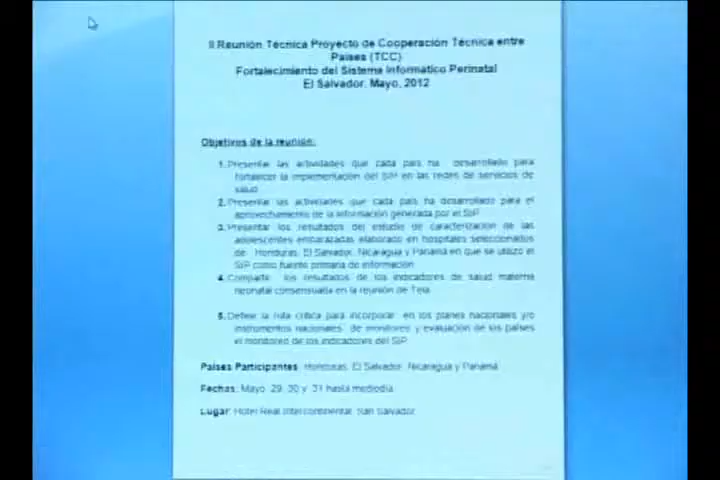 II Reunión Técnica Proyecto de Cooperación Técnica entre
Países (TCC)
Fortalecimiento del Sistema Informático Perinatal
El Salvador, Mayo, 2012
Objetivos de la reunión:
1. Presentar las actividades que cada país ha desarrollado para
fortalecer la implementación del SIP en las redes de servicios de
salud
2. Presentar las actividades que cada país ha desarrollado para el
aprovechamiento de la información generada por el SIP
3. Presentar los resultados del estudio de caracterización de las
adolescentes embarazadas elaborado en hospitales seleccionados
de Honduras, El Salvador, Nicaragua y Panamá en que se utilizo el
SIP como fuente primaria de información
4. Compartir los resultados de los indicadores de salud materna
neonatal consensuada en la reunión de Tela
5. Definir la ruta crítica para incorporar en los planes nacionales y/o
instrumentos nacionales de monitoreo y evaluación de los países
el monitoreo de los indicadores del SIP
Países Participantes: Honduras, El Salvador, Nicaragua y Panamá
Fechas: Mayo 29, 30 y 31 hasta mediodía
Lugar: Hotel Real Intercontinental, San Salvador